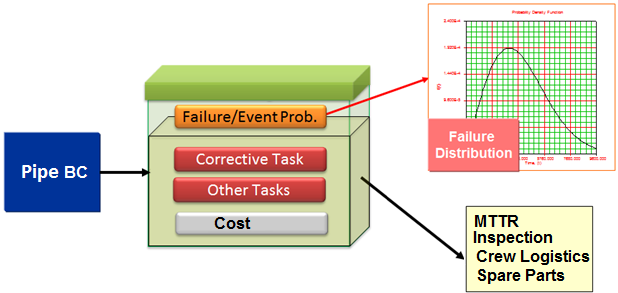 Pipe BC
Failure/Event Prob.
Corrective Task
Other Tasks
Cost
Probability Density Function
f(t)
Time, (t)
Failure
Distribution
MTTR
Inspection
Crew Logistics
Spare Parts